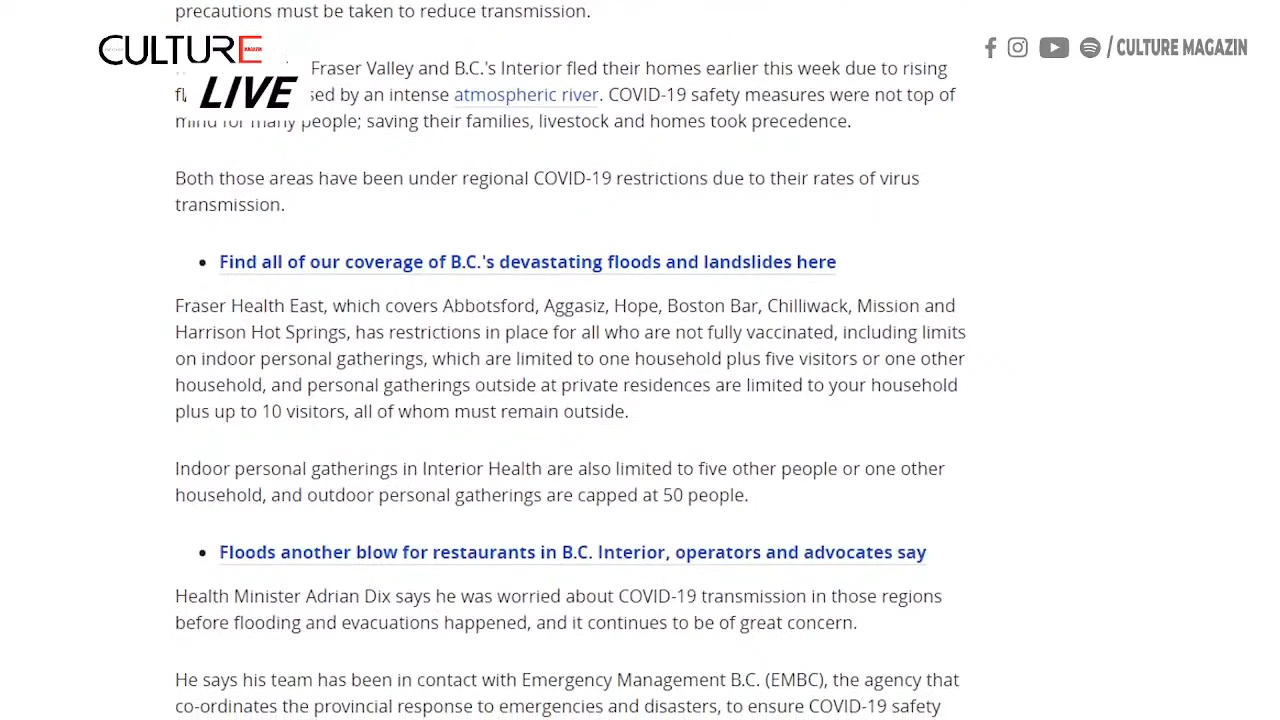 precautions must be taken to reduce transmission.
CULTURE MAGAZIN
/ CULTURE MAGAZIN
Fraser Valley and B.C.'s Interior fled their homes earlier this week due to rising
LIVE
sed by an intense atmospheric river. COVID-19 safety measures were not top of
mind for many people; saving their families, livestock and homes took precedence.
Both those areas have been under regional COVID-19 restrictions due to their rates of virus
transmission.
• Find all of our coverage of B.C.'s devastating floods and landslides here
Fraser Health East, which covers Abbotsford, Aggasiz, Hope, Boston Bar, Chilliwack, Mission and
Harrison Hot Springs, has restrictions in place for all who are not fully vaccinated, including limits
on indoor personal gatherings, which are limited to one household plus five visitors or one other
household, and personal gatherings outside at private residences are limited to your household
plus up to 10 visitors, all of whom must remain outside.
Indoor personal gatherings in Interior Health are also limited to five other people or one other
household, and outdoor personal gatherings are capped at 50 people.
• Floods another blow for restaurants in B.C. Interior, operators and advocates say
Health Minister Adrian Dix says he was worried about COVID-19 transmission in those regions
before flooding and evacuations happened, and it continues to be of great concern.
He says his team has been in contact with Emergency Management B.C. (EMBC), the agency that
co-ordinates the provincial response to emergencies and disasters, to ensure COVID-19 safety